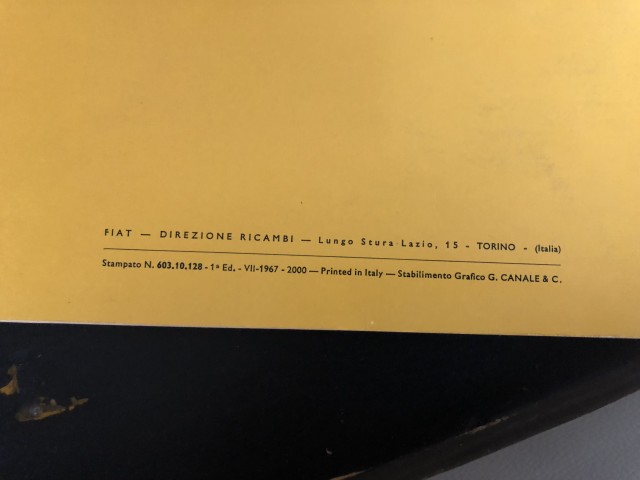 FIAT — DIREZIONE RICAMBI — Lungo Stura Lazio, 15 - TORINO - (Italia)
Stampato N. 603.10.128 - 1ª Ed. - VII-1967 - 2000 — Printed in Italy — Stabilimento Grafico G. CANALE & C.